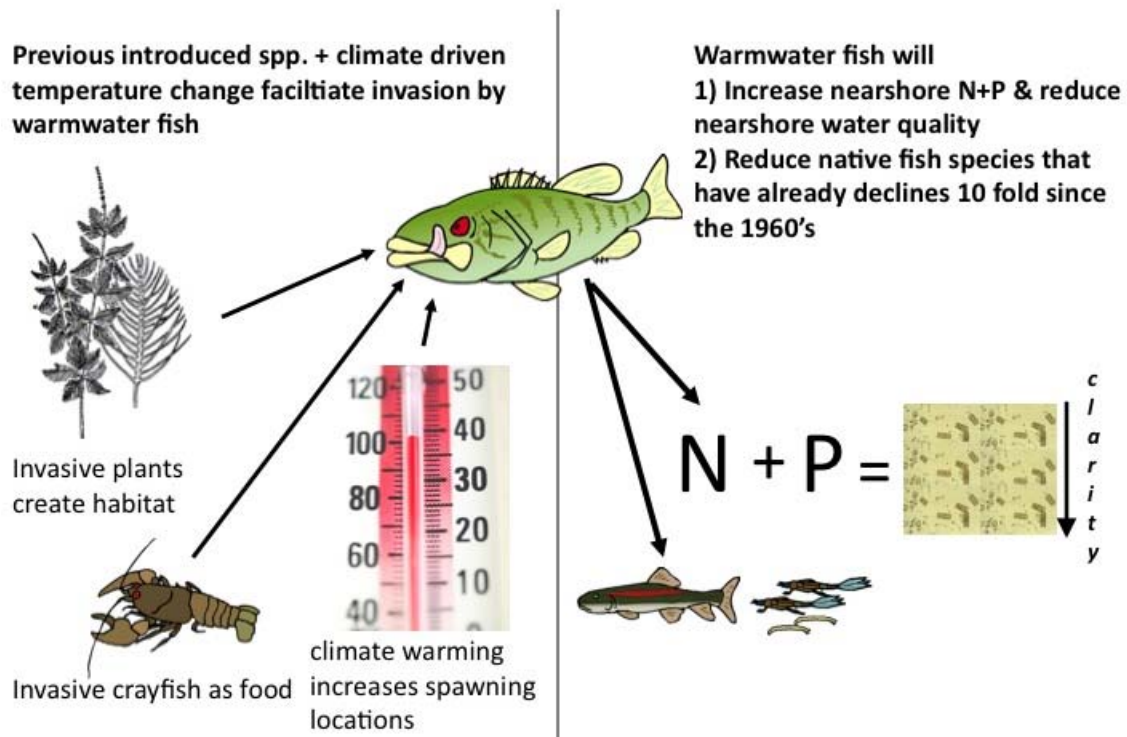 Previous introduced spp. + climate driven
temperature change faciltiate invasion by
warmwater fish
Warmwater fish will
1) Increase nearshore N+P & reduce
nearshore water quality
2) Reduce native fish species that
have already declines 10 fold since
the 1960's
Invasive plants
create habitat
Invasive crayfish as food
120 50
100 40
80 30
60 20
40 10
0
climate warming
increases spawning
locations
N + P =
clarity